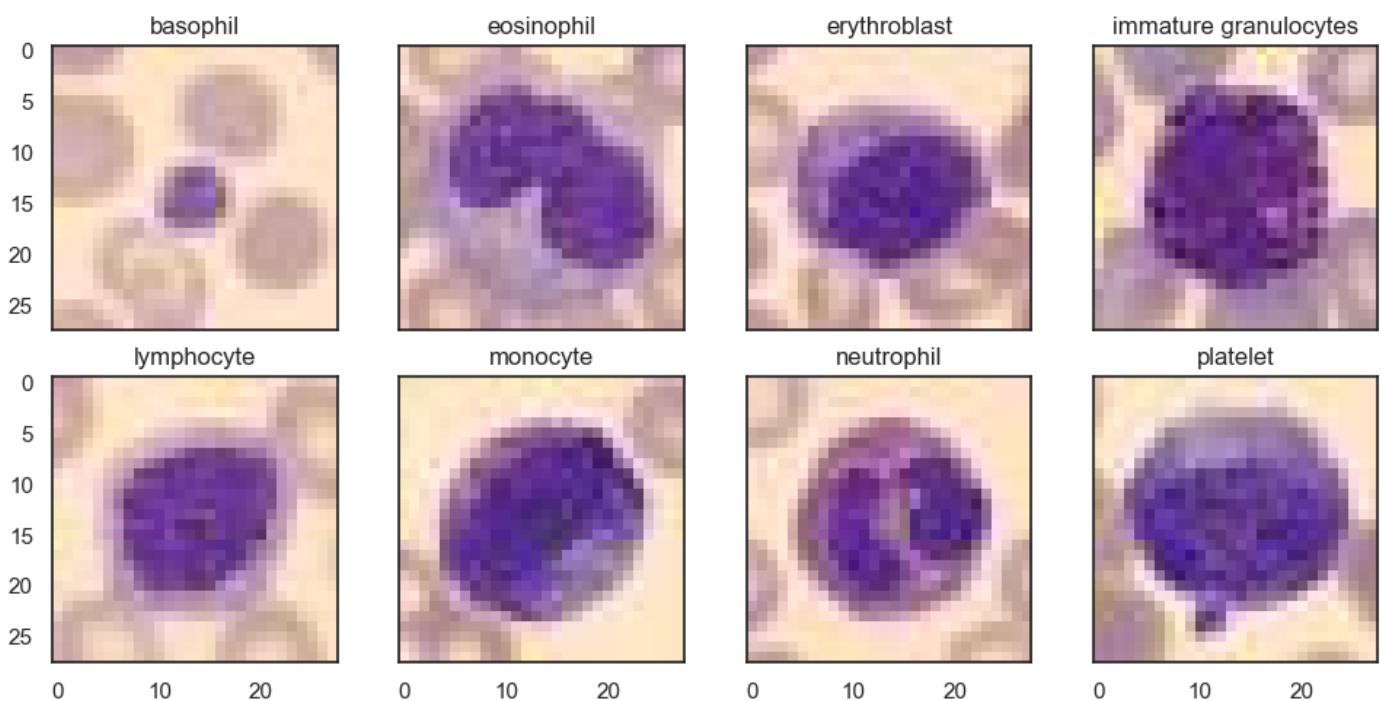 basophil
eosinophil
erythroblast
immature granulocytes
0
5
10
15
20
25
lymphocyte
monocyte
neutrophil
platelet
0
5
10
15
20
25
0 10 20
0 10 20
0 10 20
0 10 20